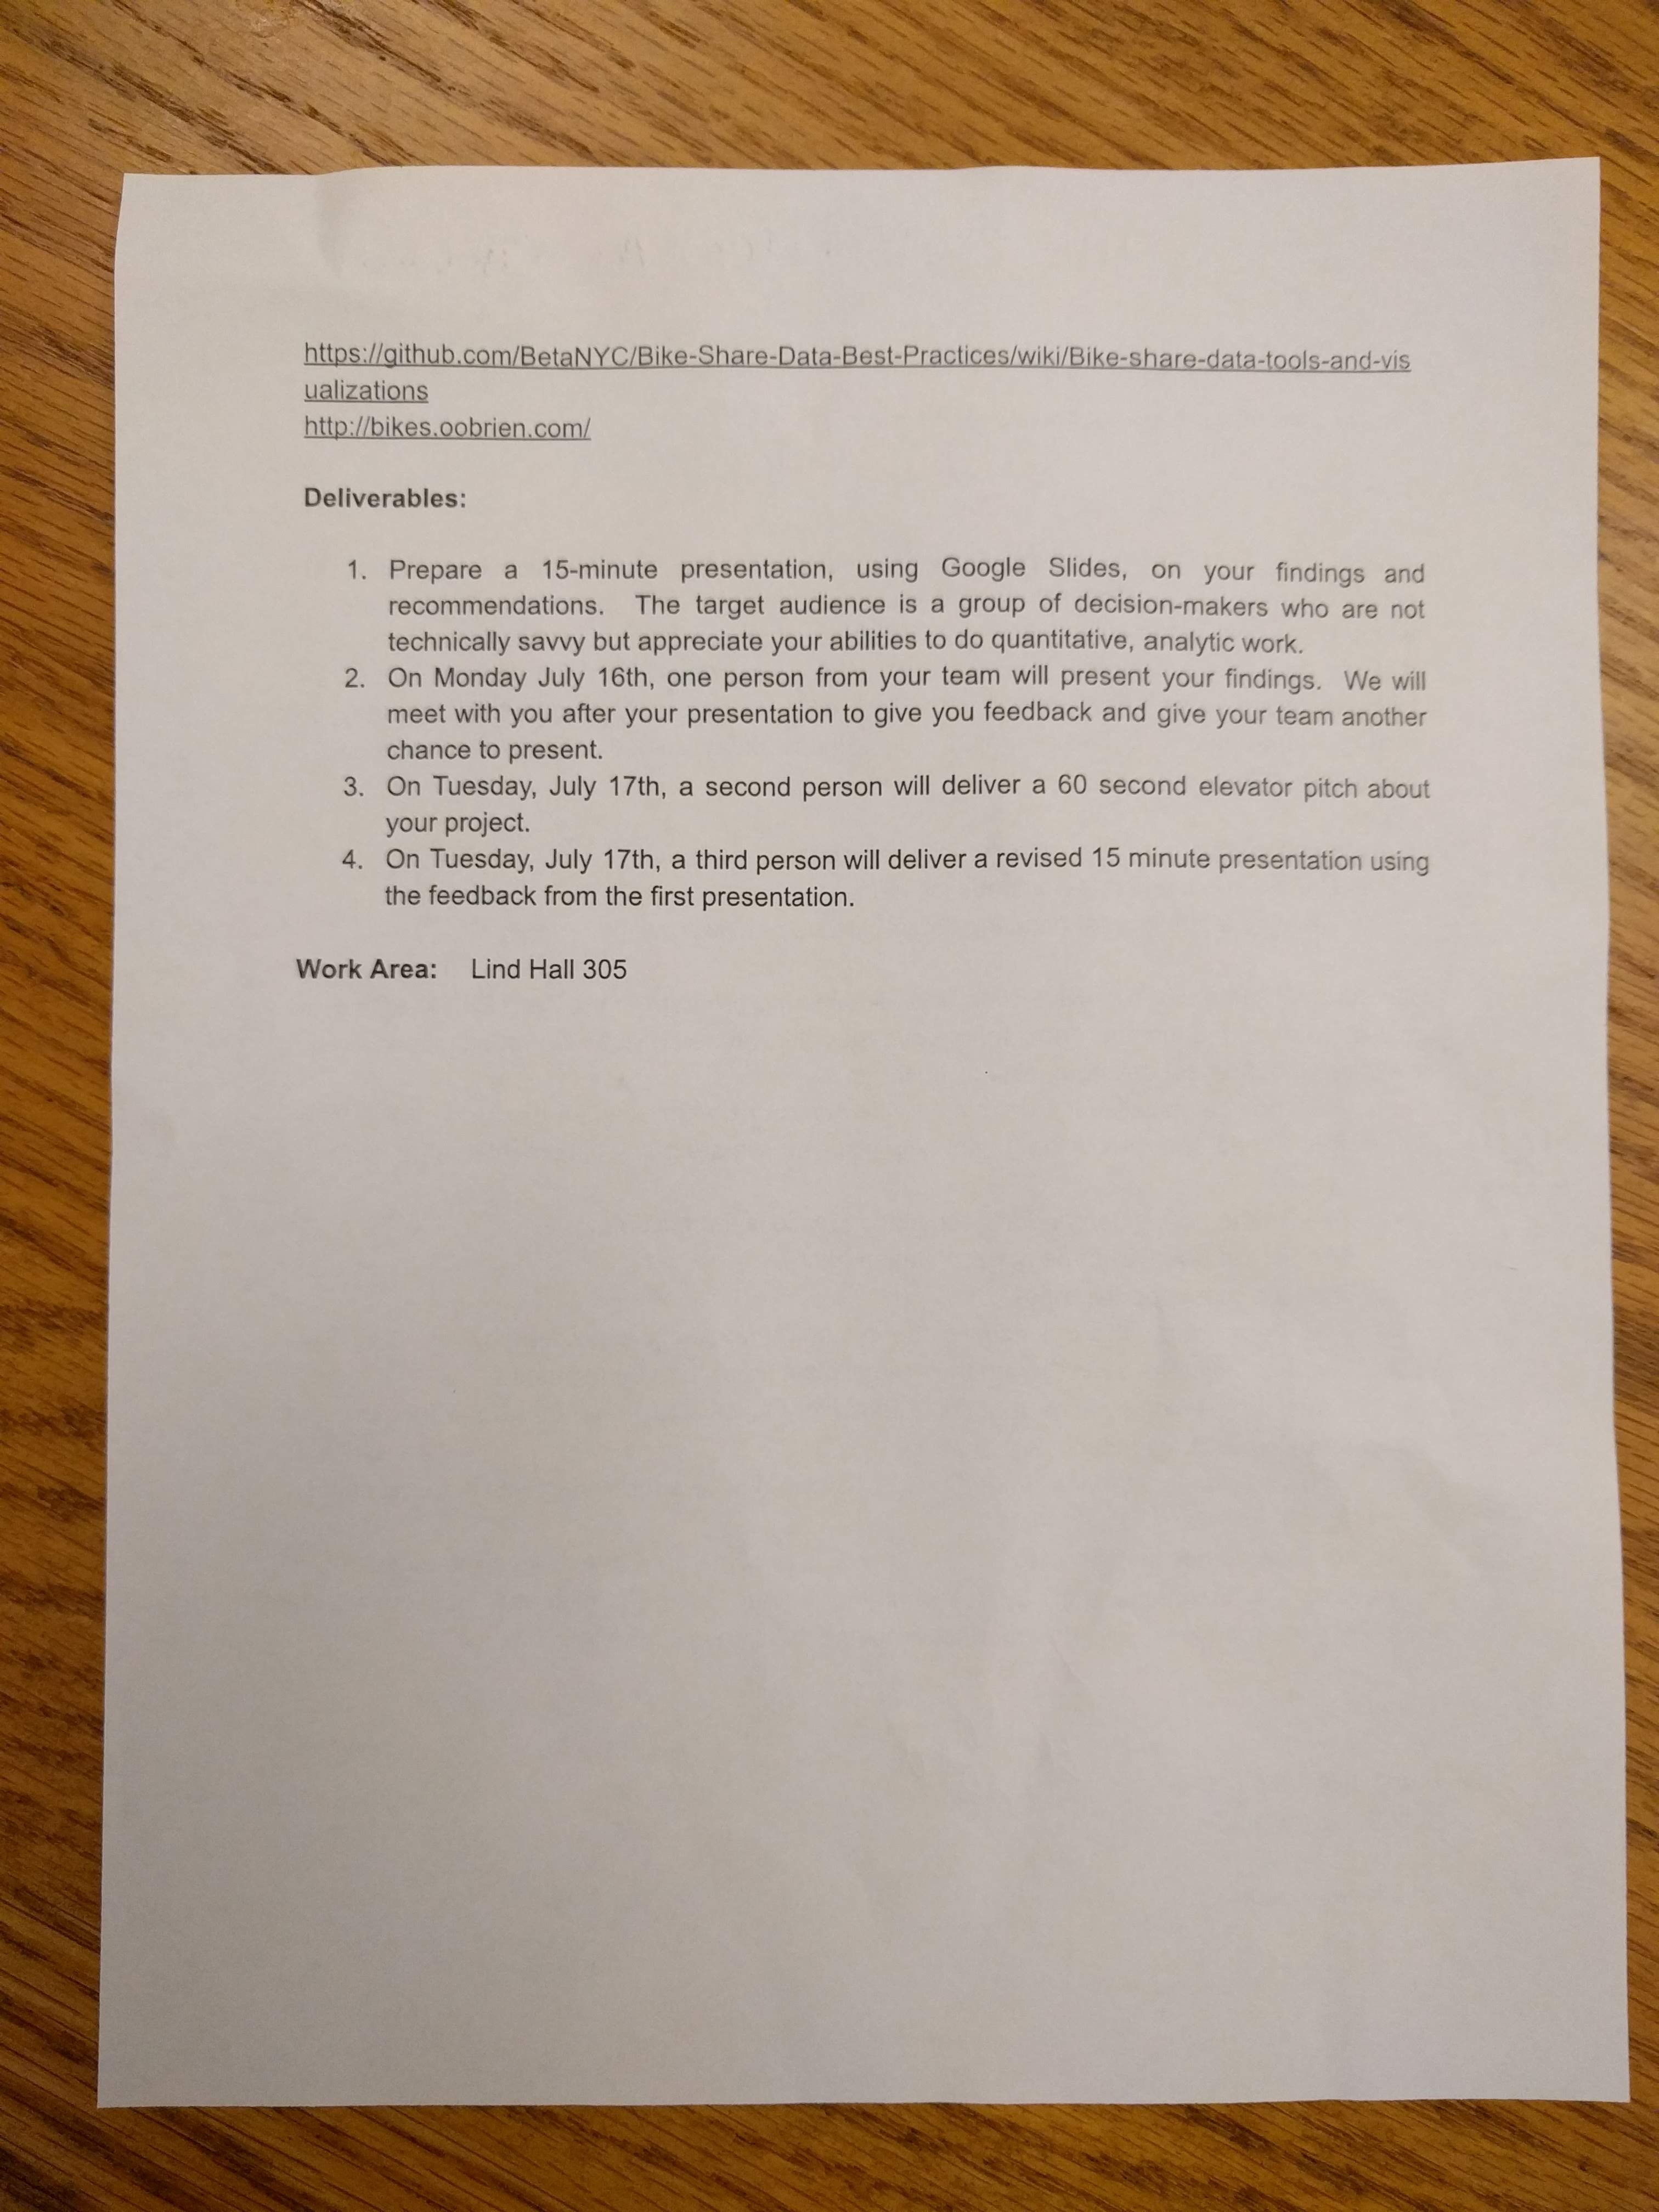 https://github.com/BetaNYC/Bike-Share-Data-Best-Practices/wiki/Bike-share-data-tools-and-vis
ualizations
http://bikes.oobrien.com/
Deliverables:
1. Prepare a 15-minute presentation, using Google Slides, on your findings and
recommendations. The target audience is a group of decision-makers who are not
technically savvy but appreciate your abilities to do quantitative, analytic work.
2. On Monday July 16th, one person from your team will present your findings. We will
meet with you after your presentation to give you feedback and give your team another
chance to present.
3. On Tuesday, July 17th, a second person will deliver a 60 second elevator pitch about
your project.
4. On Tuesday, July 17th, a third person will deliver a revised 15 minute presentation using
the feedback from the first presentation.
Work Area: Lind Hall 305